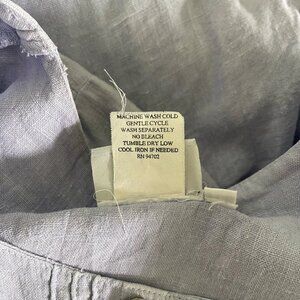 MACHINE WASH COLD
GENTLE CYCLE
WASH SEPARATELY
NO BLEACH
TUMBLE DRY LOW
COOL IRON IF NEEDED
RN 94702